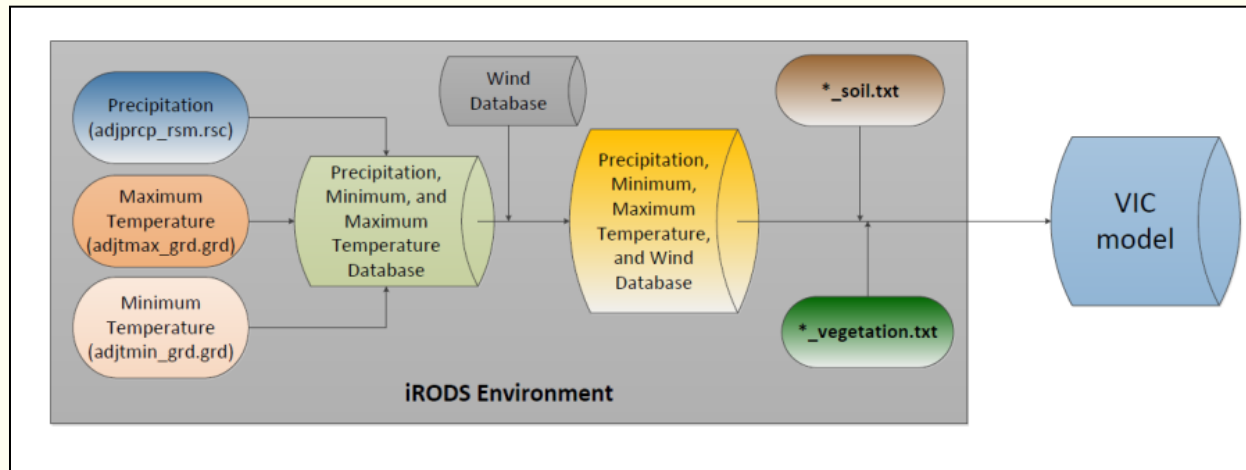 Precipitation
(adjprcp_rsm.rsc)
Maximum
Temperature
(adjtmax_grd.grd)
Minimum
Temperature
(adjtmin_grd.grd)
Precipitation,
Minimum, and
Maximum
Temperature
Database
Wind
Database
Precipitation,
Minimum,
Maximum
Temperature,
and Wind
Database
*_soil.txt
*_vegetation.txt
VIC
model
iRODS Environment